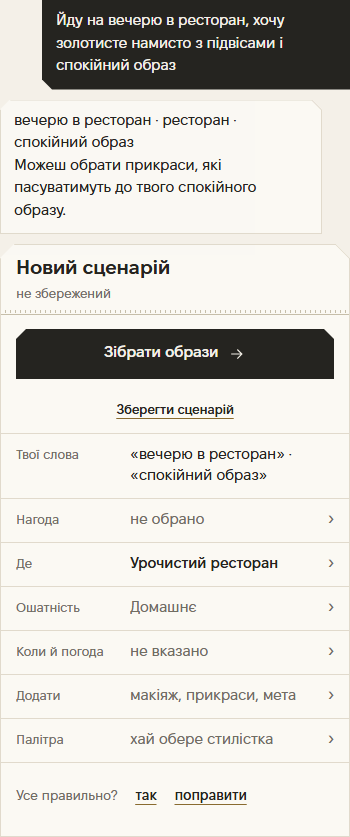 Йду на вечерю в ресторан, хочу
золотисте намисто з підвісами і
спокійний образ
вечерю в ресторан · ресторан ·
спокійний образ
Можеш обрати прикраси, які
пасуватимуть до твого спокійного
образу.
Новий сценарій
не збережений
Зібрати образи →
Зберегти сценарій
Твої слова «вечерю в ресторан» ·
«спокійний образ»
Нагода не обрано ›
Де Урочистий ресторан ›
Ошатність Домашнє ›
Коли й погода не вказано ›
Додати макіяж, прикраси, мета ›
Палітра хай обере стилістка ›
Усе правильно? так поправити